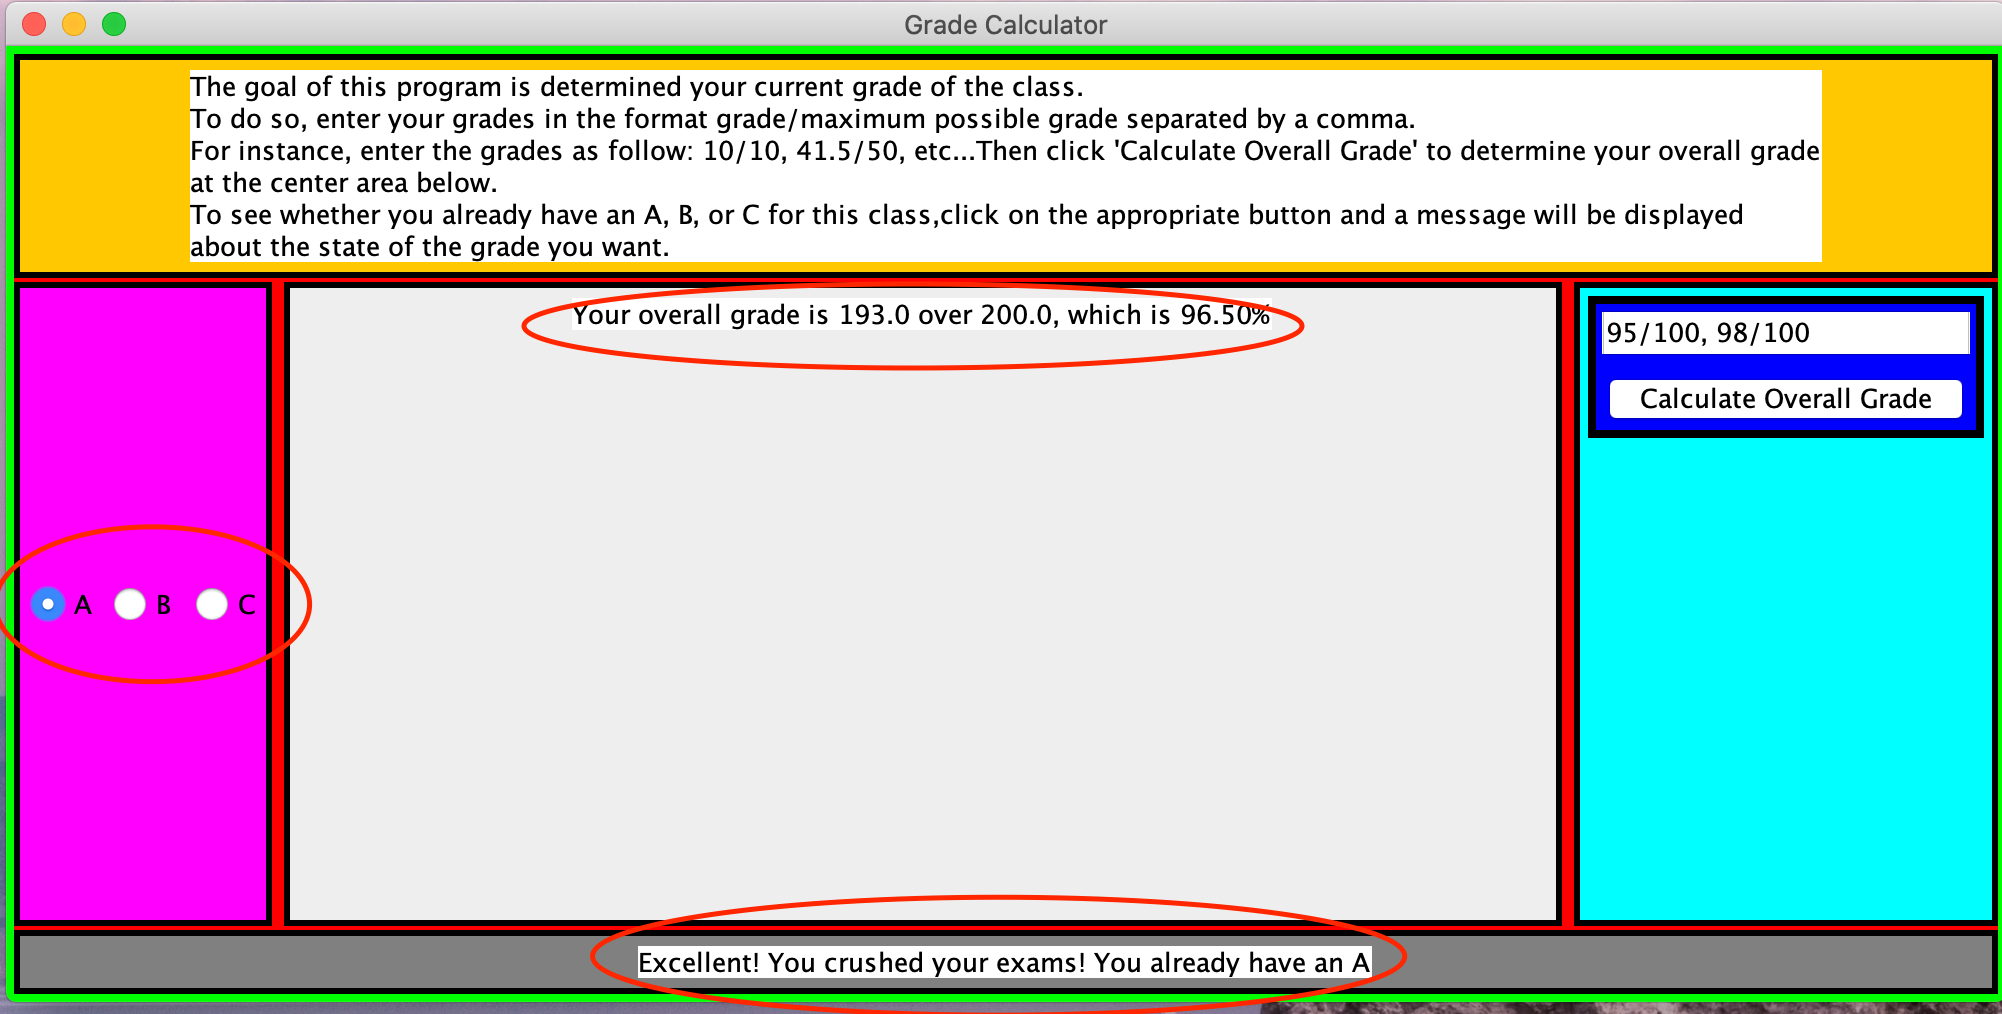 Grade Calculator
The goal of this program is determined your current grade of the class.
To do so, enter your grades in the format grade/maximum possible grade separated by a comma.
For instance, enter the grades as follow: 10/10, 41.5/50, etc...Then click 'Calculate Overall Grade' to determine your overall grade
at the center area below.
To see whether you already have an A, B, or C for this class,click on the appropriate button and a message will be displayed
about the state of the grade you want.
Your overall grade is 193.0 over 200.0, which is 96.50%
95/100, 98/100
Calculate Overall Grade
A B C
Excellent! You crushed your exams! You already have an A